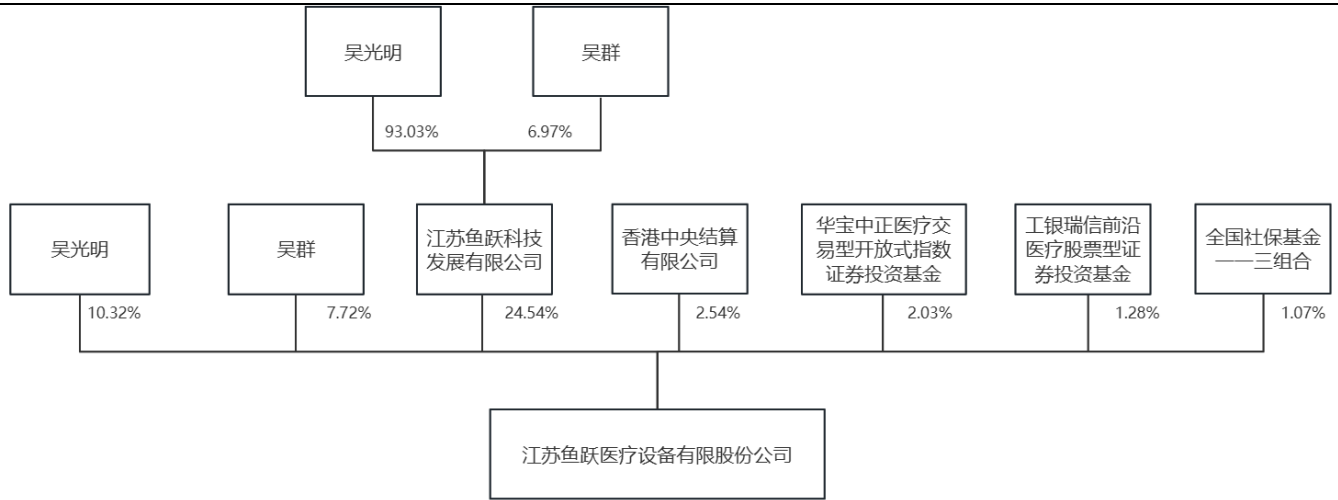 吴光明
吴群
93.03%
6.97%
吴光明
吴群
江苏鱼跃科技
发展有限公司
香港中央结算
有限公司
华宝中正医疗交
易型开放式指数
证券投资基金
工银瑞信前沿
医疗股票型证
券投资基金
全国社保基金
一一三组合
10.32%
7.72%
24.54%
2.54%
2.03%
1.28%
1.07%
江苏鱼跃医疗设备有限股份公司